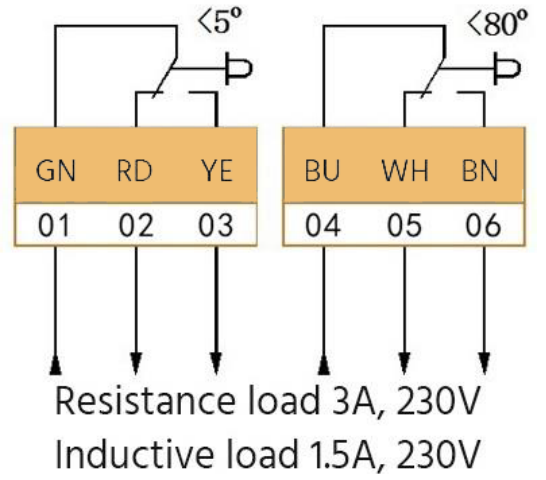 <5° <80°
GN RD YE BU WH BN
01 02 03 04 05 06
Resistance load 3A, 230V
Inductive load 1.5A, 230V